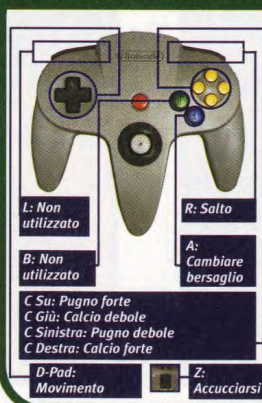 Nintendo
L: Non
utilizzato
R: Salto
B: Non
utilizzato
A:
Cambiare
bersaglio
C Su: Pugno forte
C Giù: Calcio debole
C Sinistra: Pugno debole
C Destra: Calcio forte
D-Pad:
Movimento
Z:
Accucciarsi